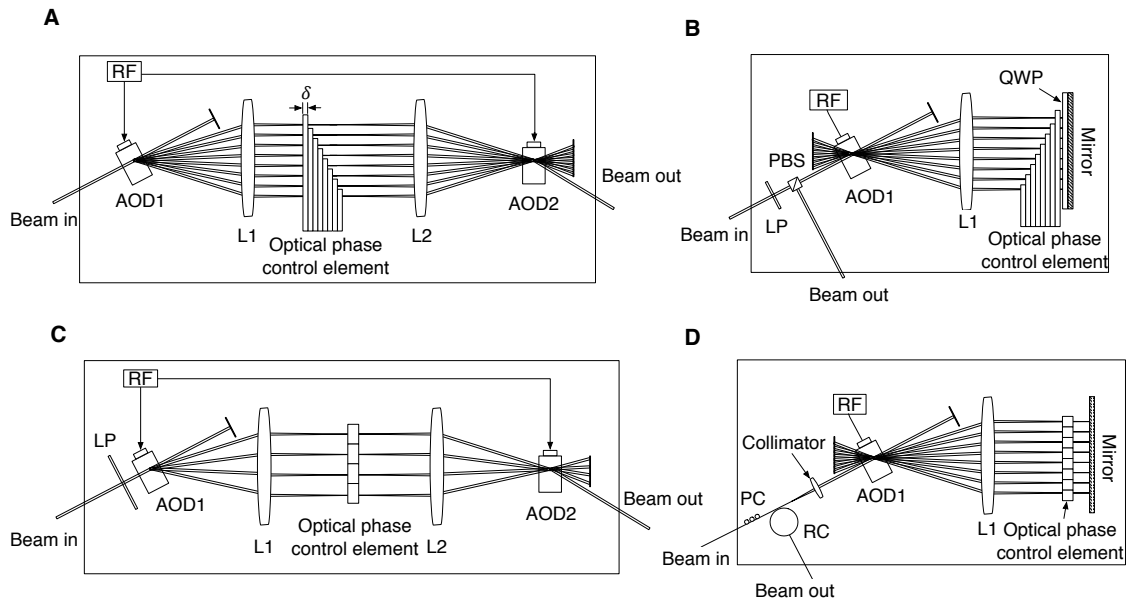 A
RF
δ
AOD1
Beam in
L1
Optical phase
control element
L2
AOD2
Beam out
B
QWP
RF
PBS
Mirror
AOD1
Beam in
LP
L1
Optical phase
control element
Beam out
C
RF
LP
AOD1
Beam in
L1
Optical phase
control element
L2
AOD2
Beam out
D
RF
Collimator
Mirror
PC
AOD1
RC
L1
Optical phase
control element
Beam in
Beam out